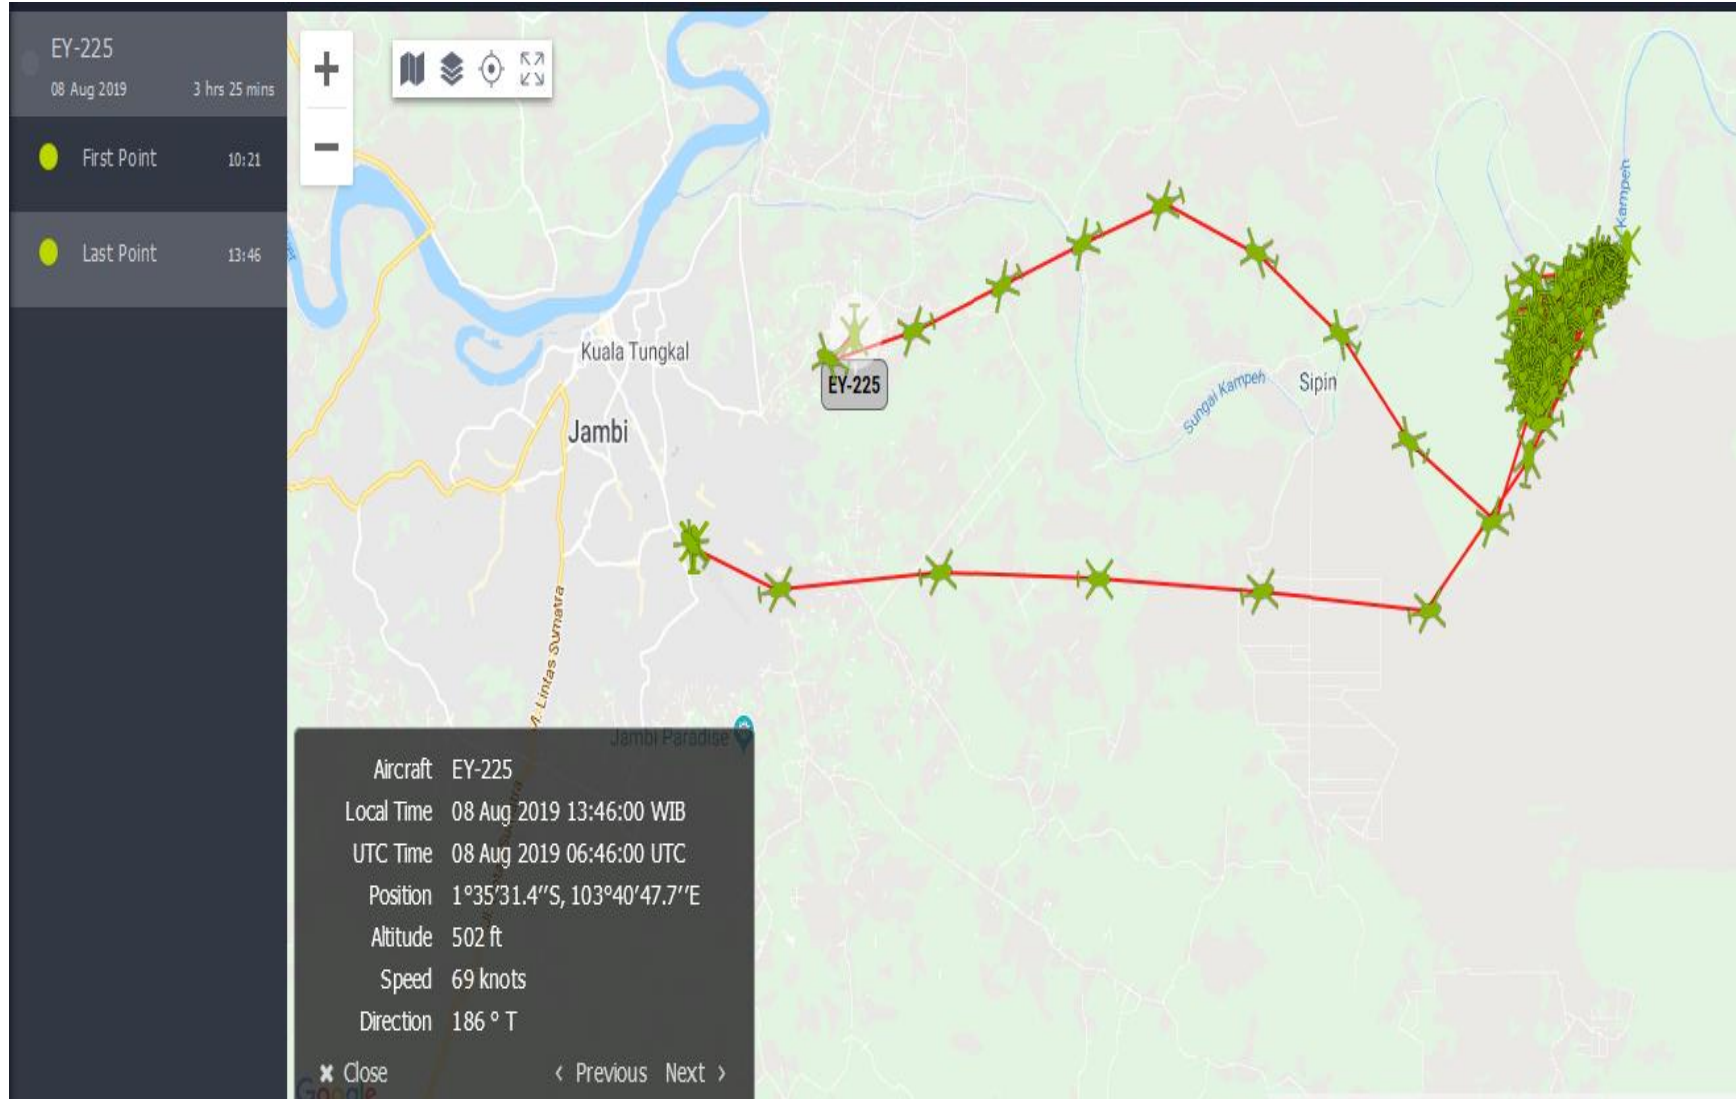 EY-225
08 Aug 2019 3 hrs 25 mins
First Point 10:21
Last Point 13:46
+
−
Kampeh
Kuala Tungkal
EY-225
Sungai Kampeh
Sipin
Jambi
Lintas Sumatra
Jambi Paradise
Aircraft EY-225
Local Time 08 Aug 2019 13:46:00 WIB
UTC Time 08 Aug 2019 06:46:00 UTC
Position 1°35′31.4′′S, 103°40′47.7′′E
Altitude 502 ft
Speed 69 knots
Direction 186 ° T
✖ Close ‹ Previous Next ›
Google